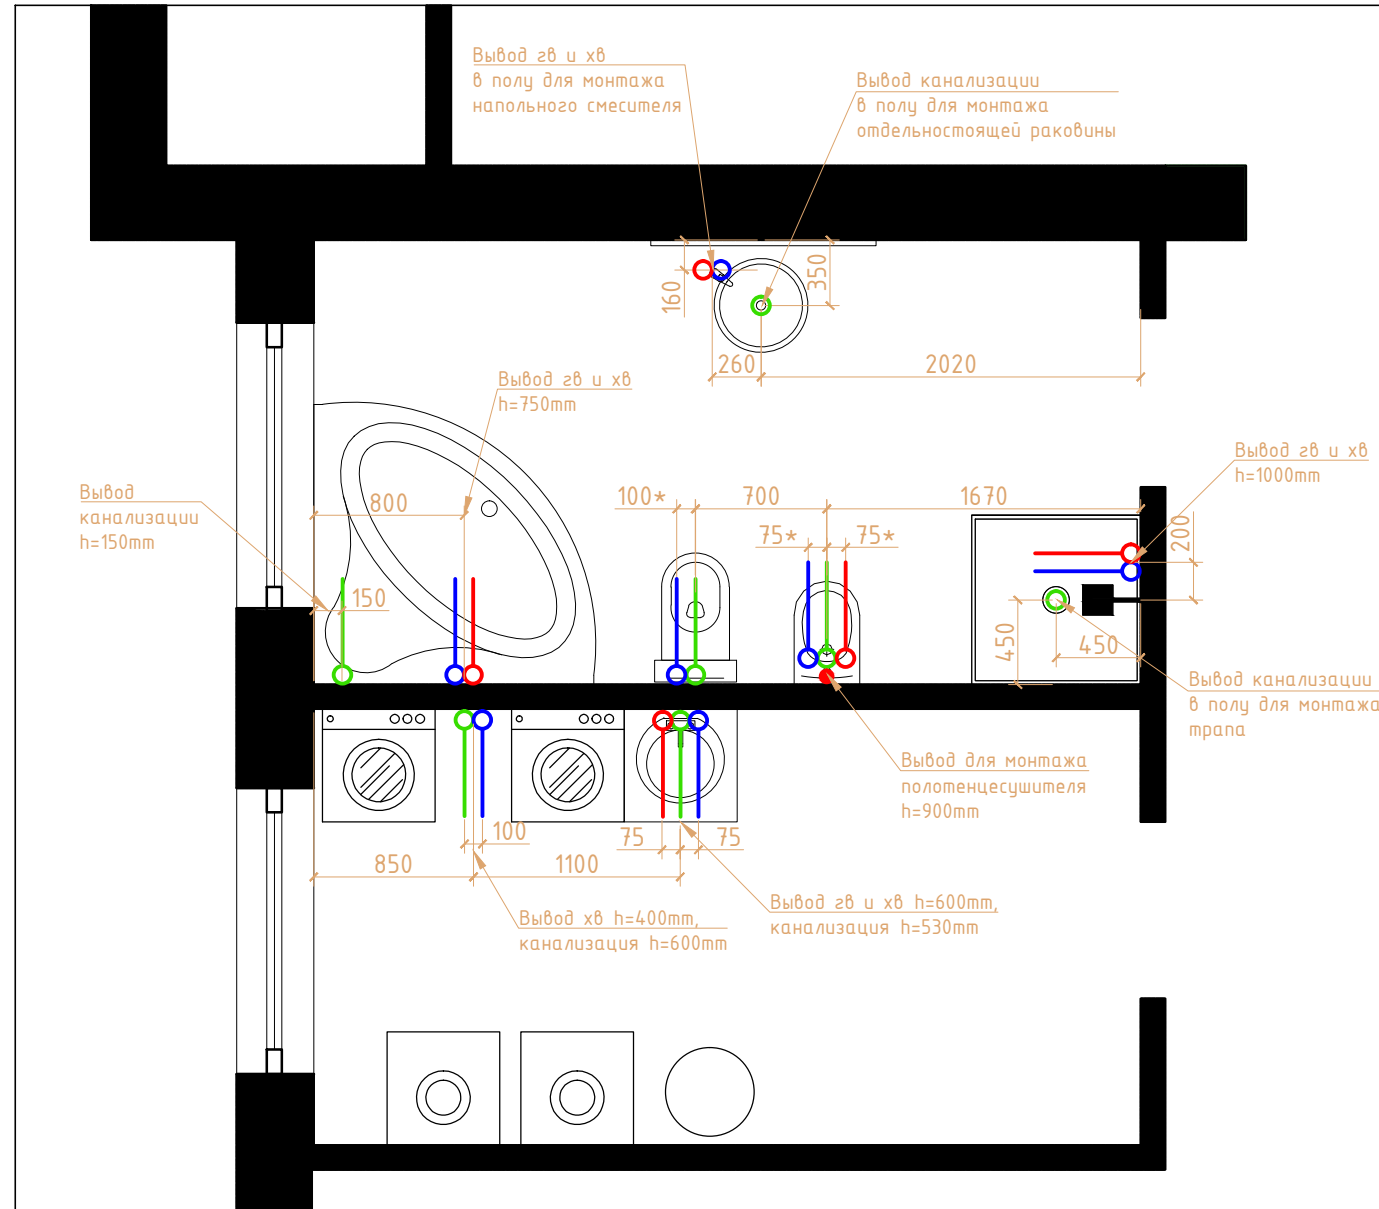 Вывод гв и хв
в полу для монтажа
напольного смесителя
Вывод канализации
в полу для монтажа
отдельностоящей раковины
160
350
260
2020
Вывод гв и хв
h=750mm
Вывод гв и хв
h=1000mm
Вывод
канализации
h=150mm
800
100*
700
1670
75*
75*
200
150
450
450
Вывод канализации
в полу для монтажа
трапа
Вывод для монтажа
полотенцесушителя
h=900mm
100
75
75
850
1100
Вывод хв h=400mm,
канализация h=600mm
Вывод гв и хв h=600mm,
канализация h=530mm